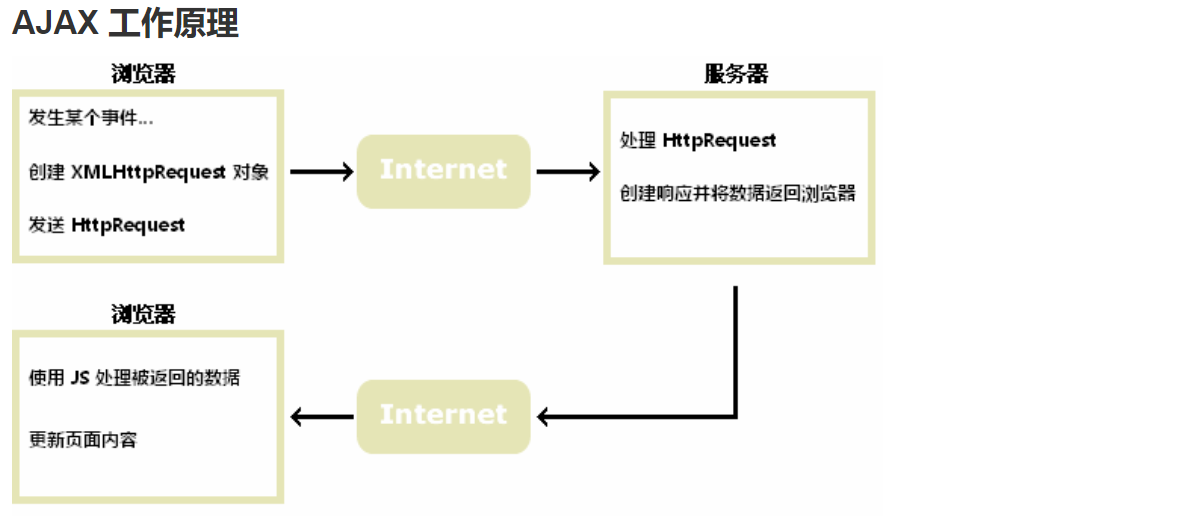 AJAX 工作原理
浏览器
发生某个事件...
创建 XMLHttpRequest 对象
发送 HttpRequest
Internet
服务器
处理 HttpRequest
创建响应并将数据返回浏览器
Internet
浏览器
使用 JS 处理被返回的数据
更新页面内容